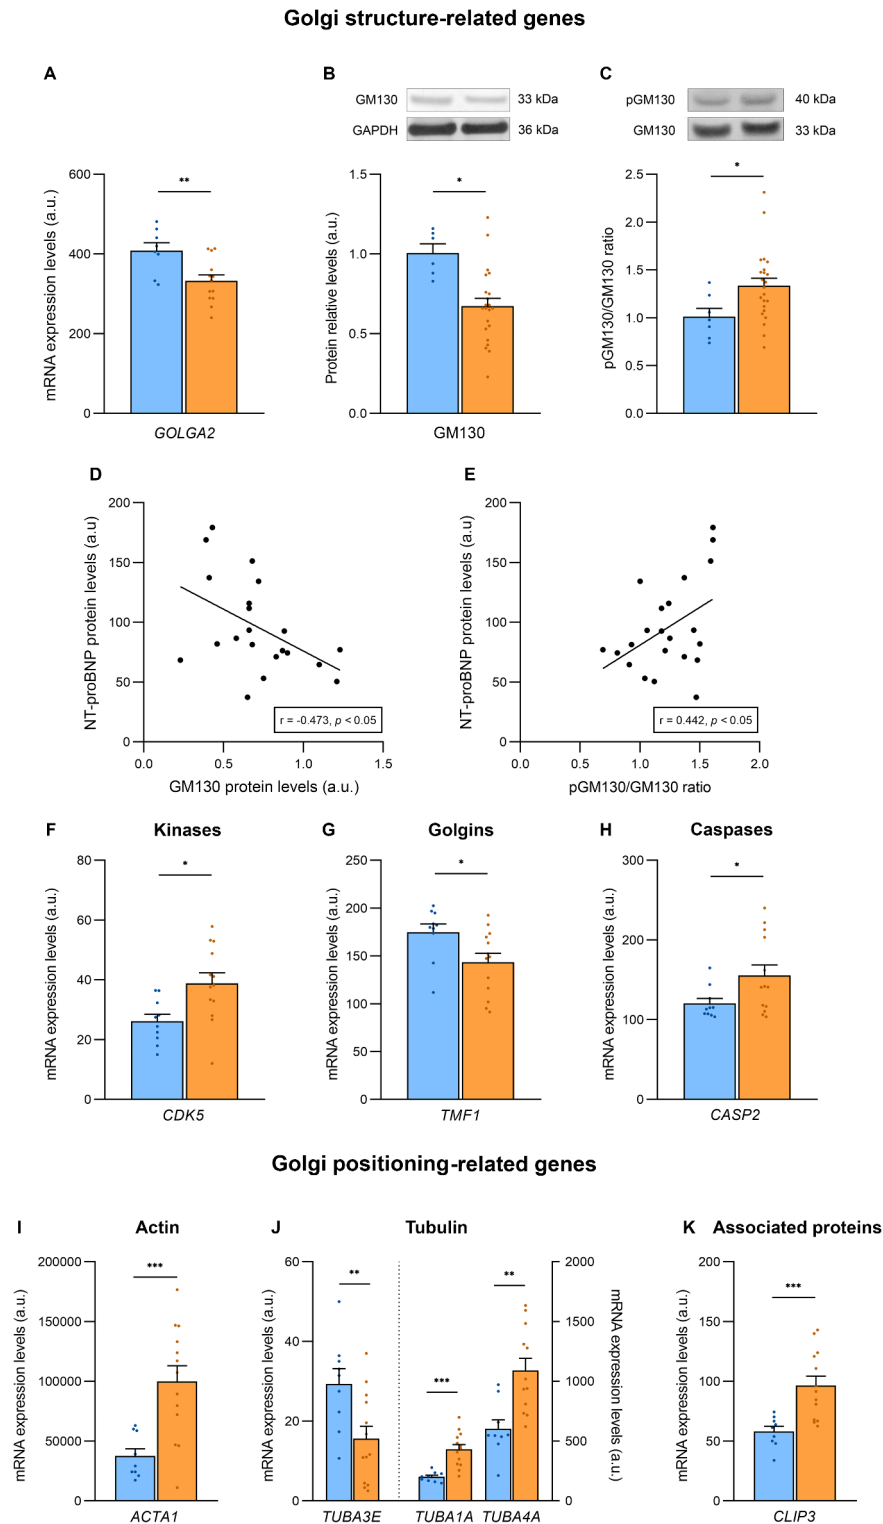 Golgi structure-related genes
A
B
C
GM130
33 kDa
GAPDH
36 kDa
pGM130
40 kDa
GM130
33 kDa
mRNA expression levels (a.u.)
600
400
200
0
**
GOLGA2
Protein relative levels (a.u.)
1.5
1.0
0.5
0.0
*
GM130
pGM130/GM130 ratio
2.5
2.0
1.5
1.0
0.5
0.0
*
D
NT-proBNP protein levels (a.u)
200
150
100
50
0
0.0
0.5
1.0
1.5
r = -0.473, p < 0.05
GM130 protein levels (a.u.)
E
NT-proBNP protein levels (a.u)
200
150
100
50
0
0.0
0.5
1.0
1.5
2.0
r = 0.442, p < 0.05
pGM130/GM130 ratio
F
Kinases
mRNA expression levels (a.u.)
80
60
40
20
0
*
CDK5
G
Golgins
mRNA expression levels (a.u.)
250
200
150
100
50
0
*
TMF1
H
Caspases
mRNA expression levels (a.u.)
300
200
100
0
*
CASP2
Golgi positioning-related genes
I
Actin
mRNA expression levels (a.u.)
200000
150000
100000
50000
0
***
ACTA1
J
Tubulin
mRNA expression levels (a.u.)
60
40
20
0
**
***
**
2000
1500
1000
500
0
mRNA expression levels (a.u.)
TUBA3E
TUBA1A
TUBA4A
K
Associated proteins
mRNA expression levels (a.u.)
200
150
100
50
0
***
CLIP3